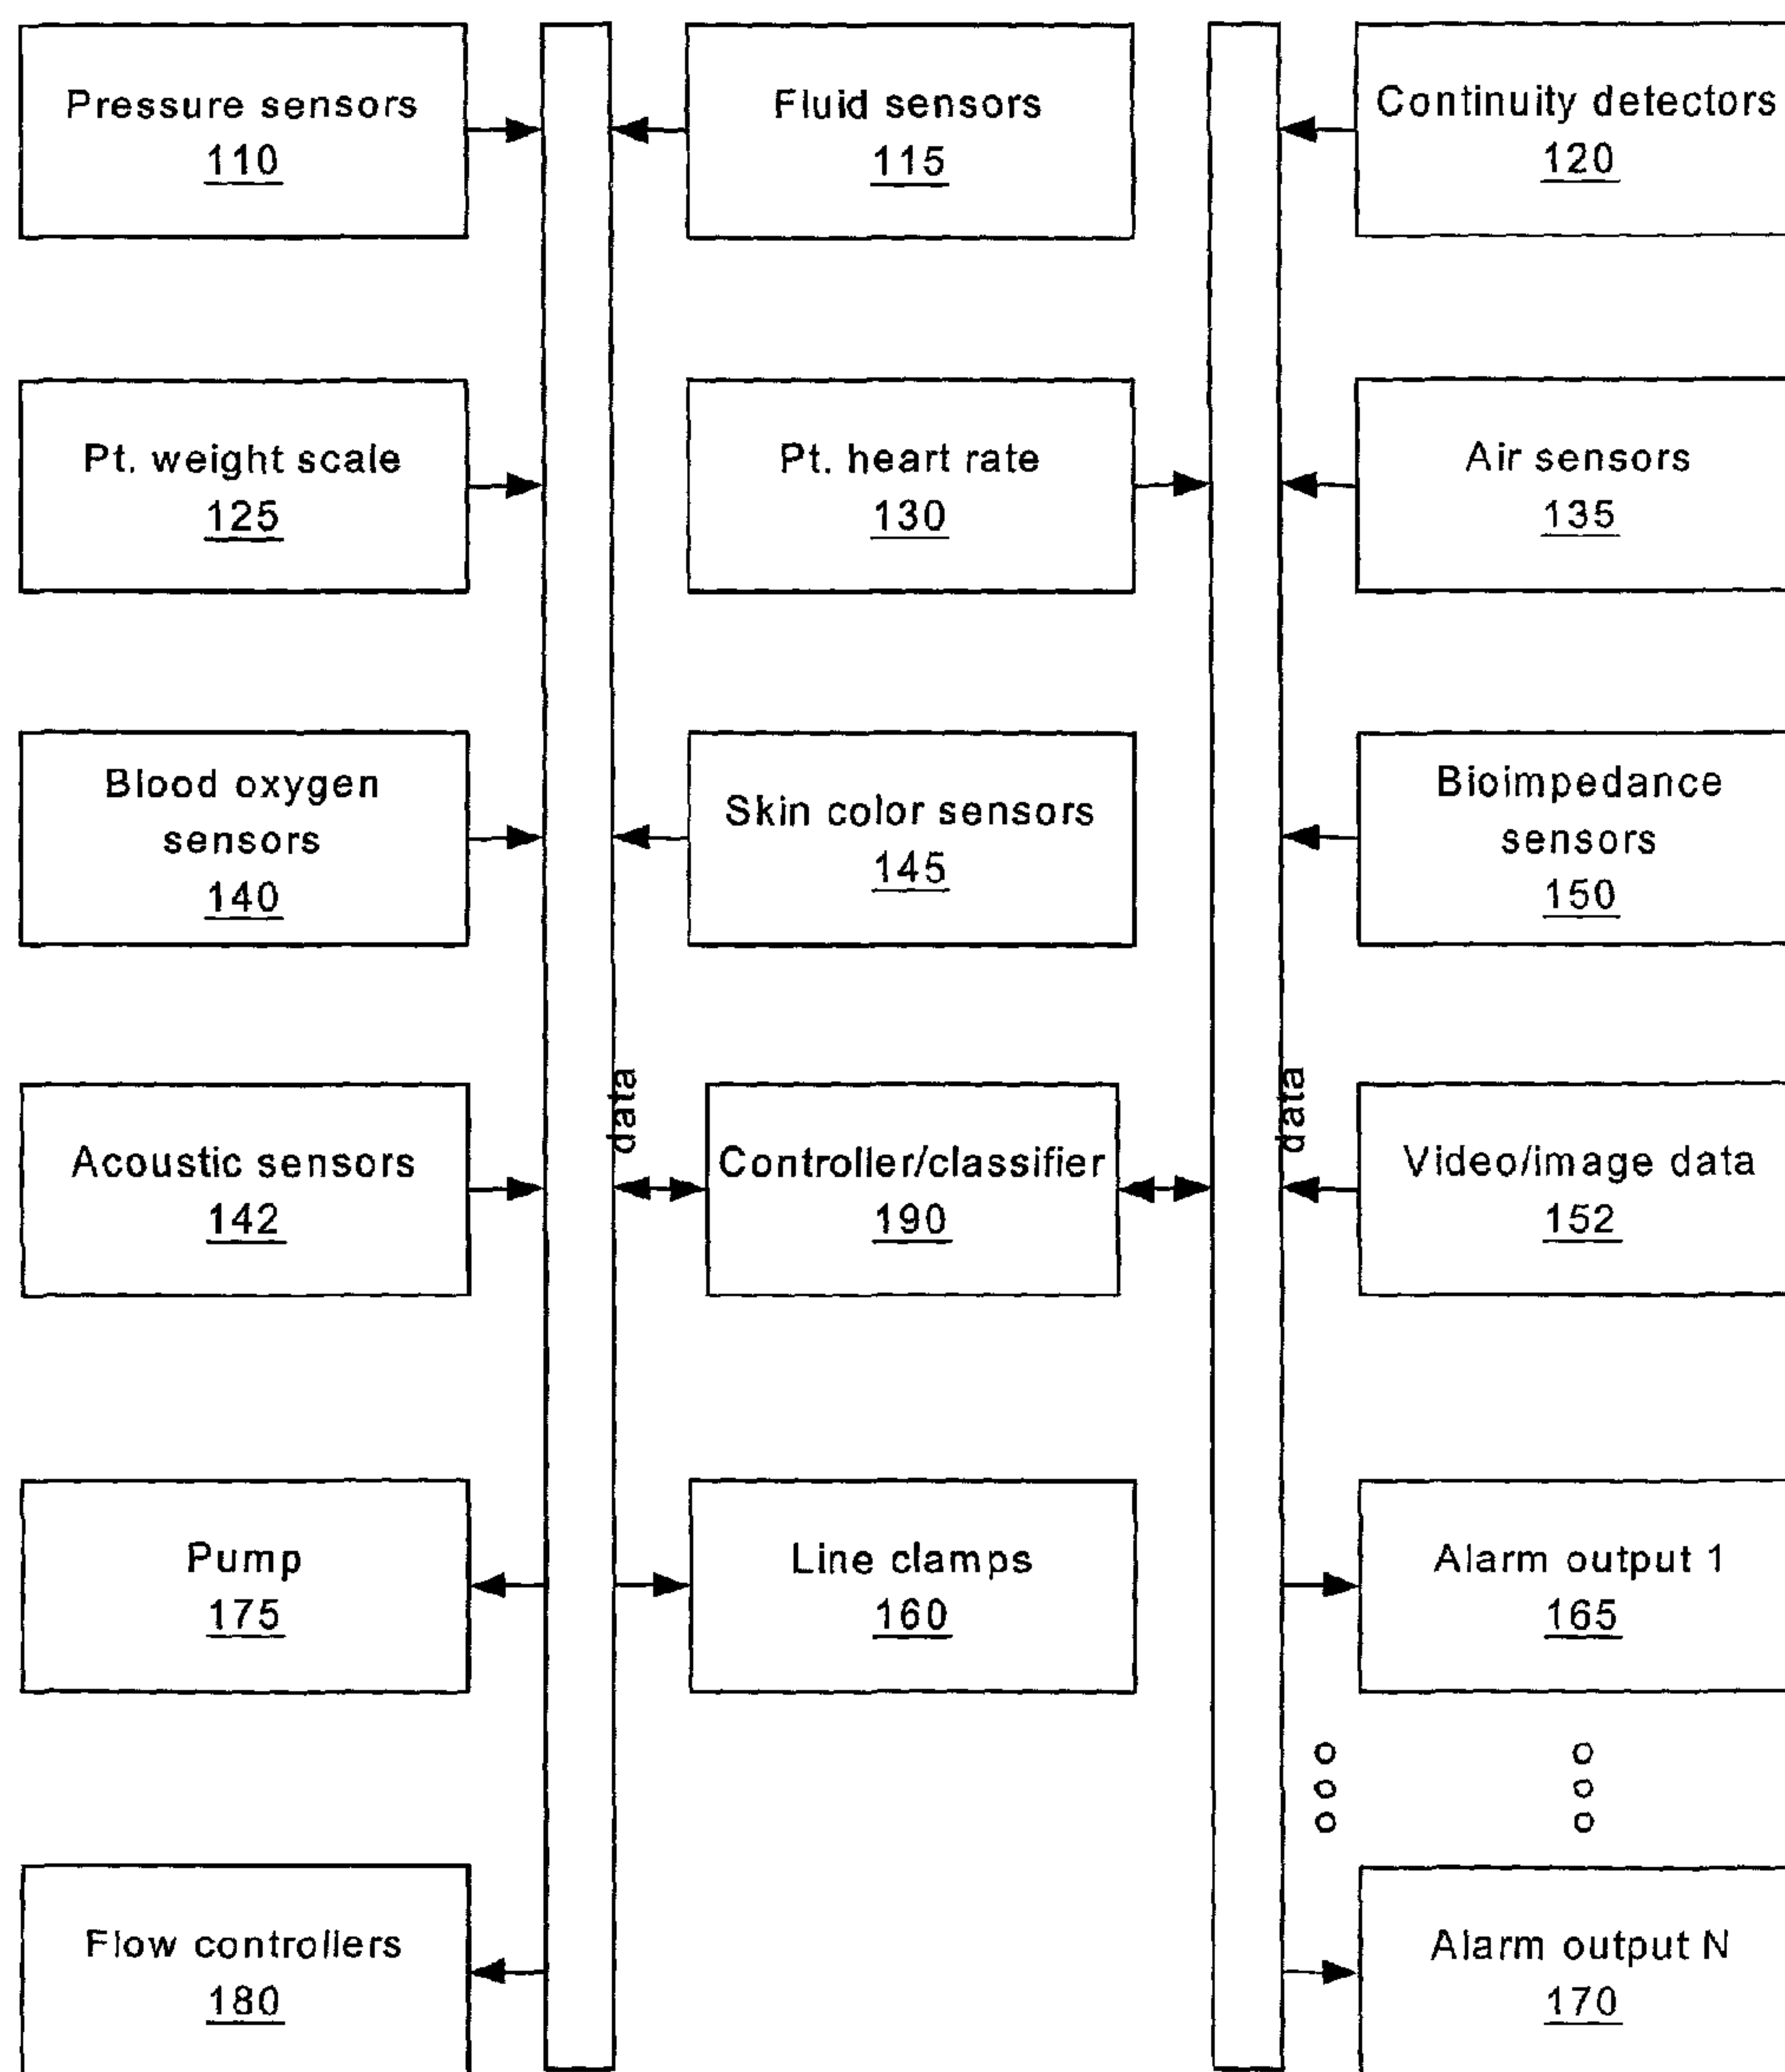 Pressure sensors
110
Fluid sensors
115
Continuity detectors
120
Pt. weight scale
125
Pt. heart rate
130
Air sensors
135
Blood oxygen
sensors
140
Skin color sensors
145
Bioimpedance
sensors
150
data
data
Acoustic sensors
142
Controller/classifier
190
Video/image data
152
Pump
175
Line clamps
160
Alarm output 1
165
Flow controllers
180
Alarm output N
170